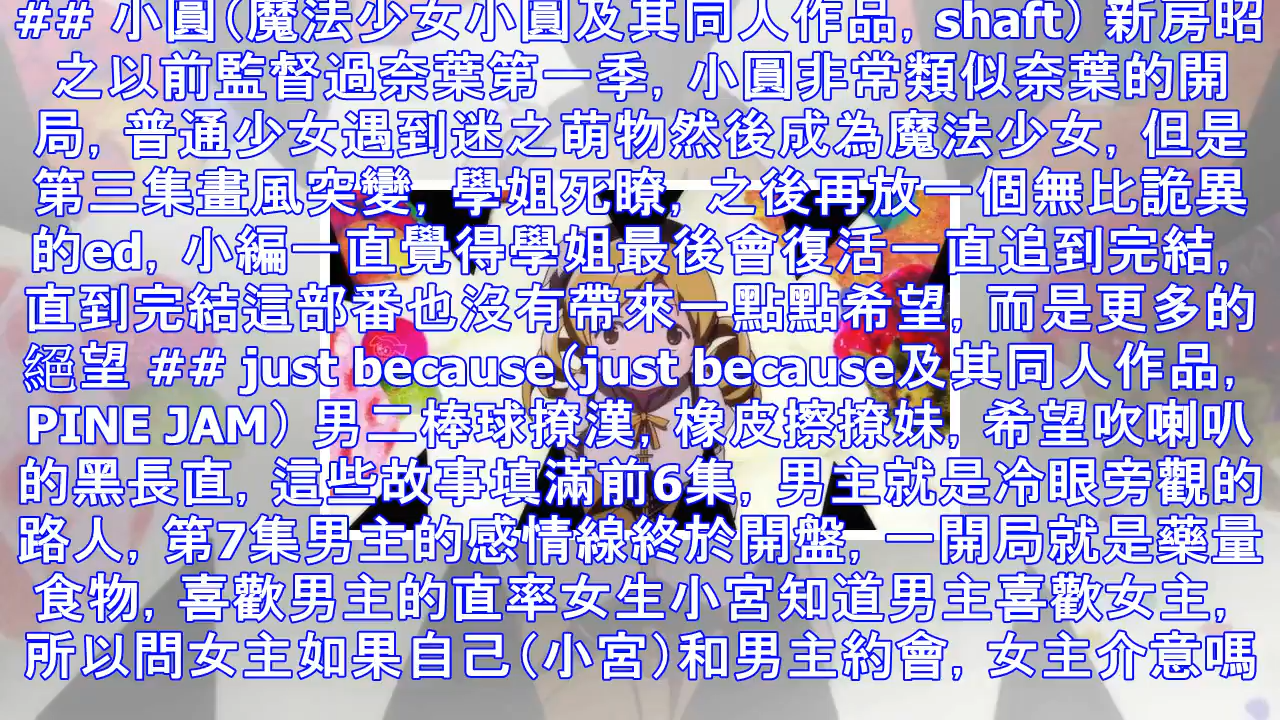 ## 小圓（魔法少女小圓及其同人作品, shaft）新房昭
之以前監督過奈葉第一季, 小圓非常類似奈葉的開
局, 普通少女遇到迷之萌物然後成為魔法少女, 但是
第三集畫風突變, 學姐死瞭, 之後再放一個無比詭異
的ed, 小編一直覺得學姐最後會復活一直追到完結,
直到完結這部番也沒有帶來一點點希望, 而是更多的
絕望 ## just because（just because及其同人作品,
PINE JAM）男二棒球撩漢, 橡皮擦撩妹, 希望吹喇叭
的黑長直, 這些故事填滿前6集, 男主就是冷眼旁觀的
路人, 第7集男主的感情線終於開盤, 一開局就是藥量
食物, 喜歡男主的直率女生小宮知道男主喜歡女主,
所以問女主如果自己（小宮）和男主約會, 女主介意嗎